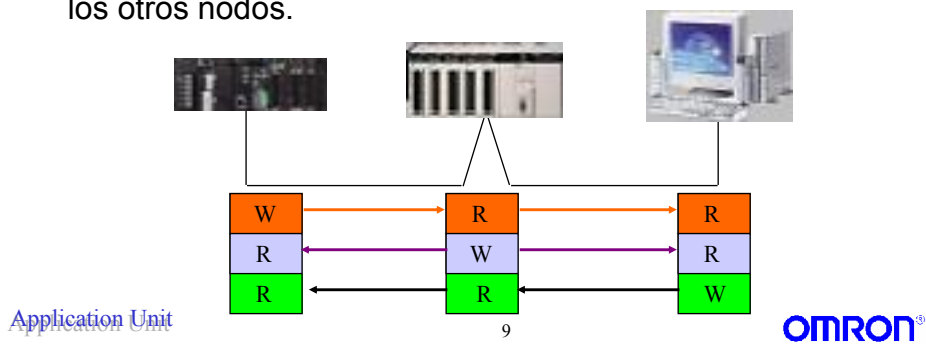 los otros nodos.
W R R
R W R
R R W
Application Unit
9
OMRON®